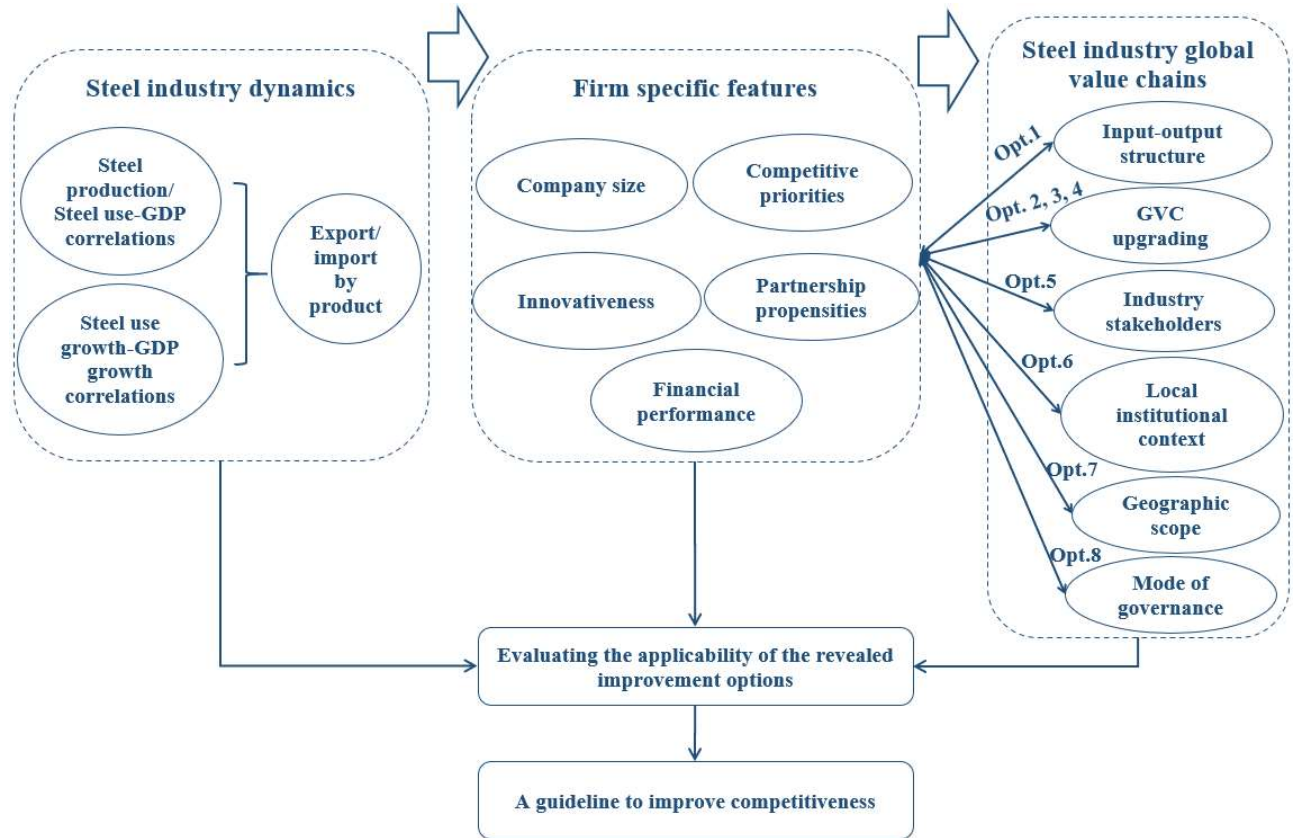 Steel industry dynamics
Steel
production/
Steel use-GDP
correlations
Steel use
growth-GDP
growth
correlations
Export/
import
by
product
Firm specific features
Company size
Competitive
priorities
Innovativeness
Partnership
propensities
Financial
performance
Steel industry global
value chains
Opt.1
Input-output
structure
Opt. 2, 3, 4
GVC
upgrading
Opt.5
Industry
stakeholders
Opt.6
Local
institutional
context
Opt.7
Geographic
scope
Opt.8
Mode of
governance
Evaluating the applicability of the revealed
improvement options
A guideline to improve competitiveness